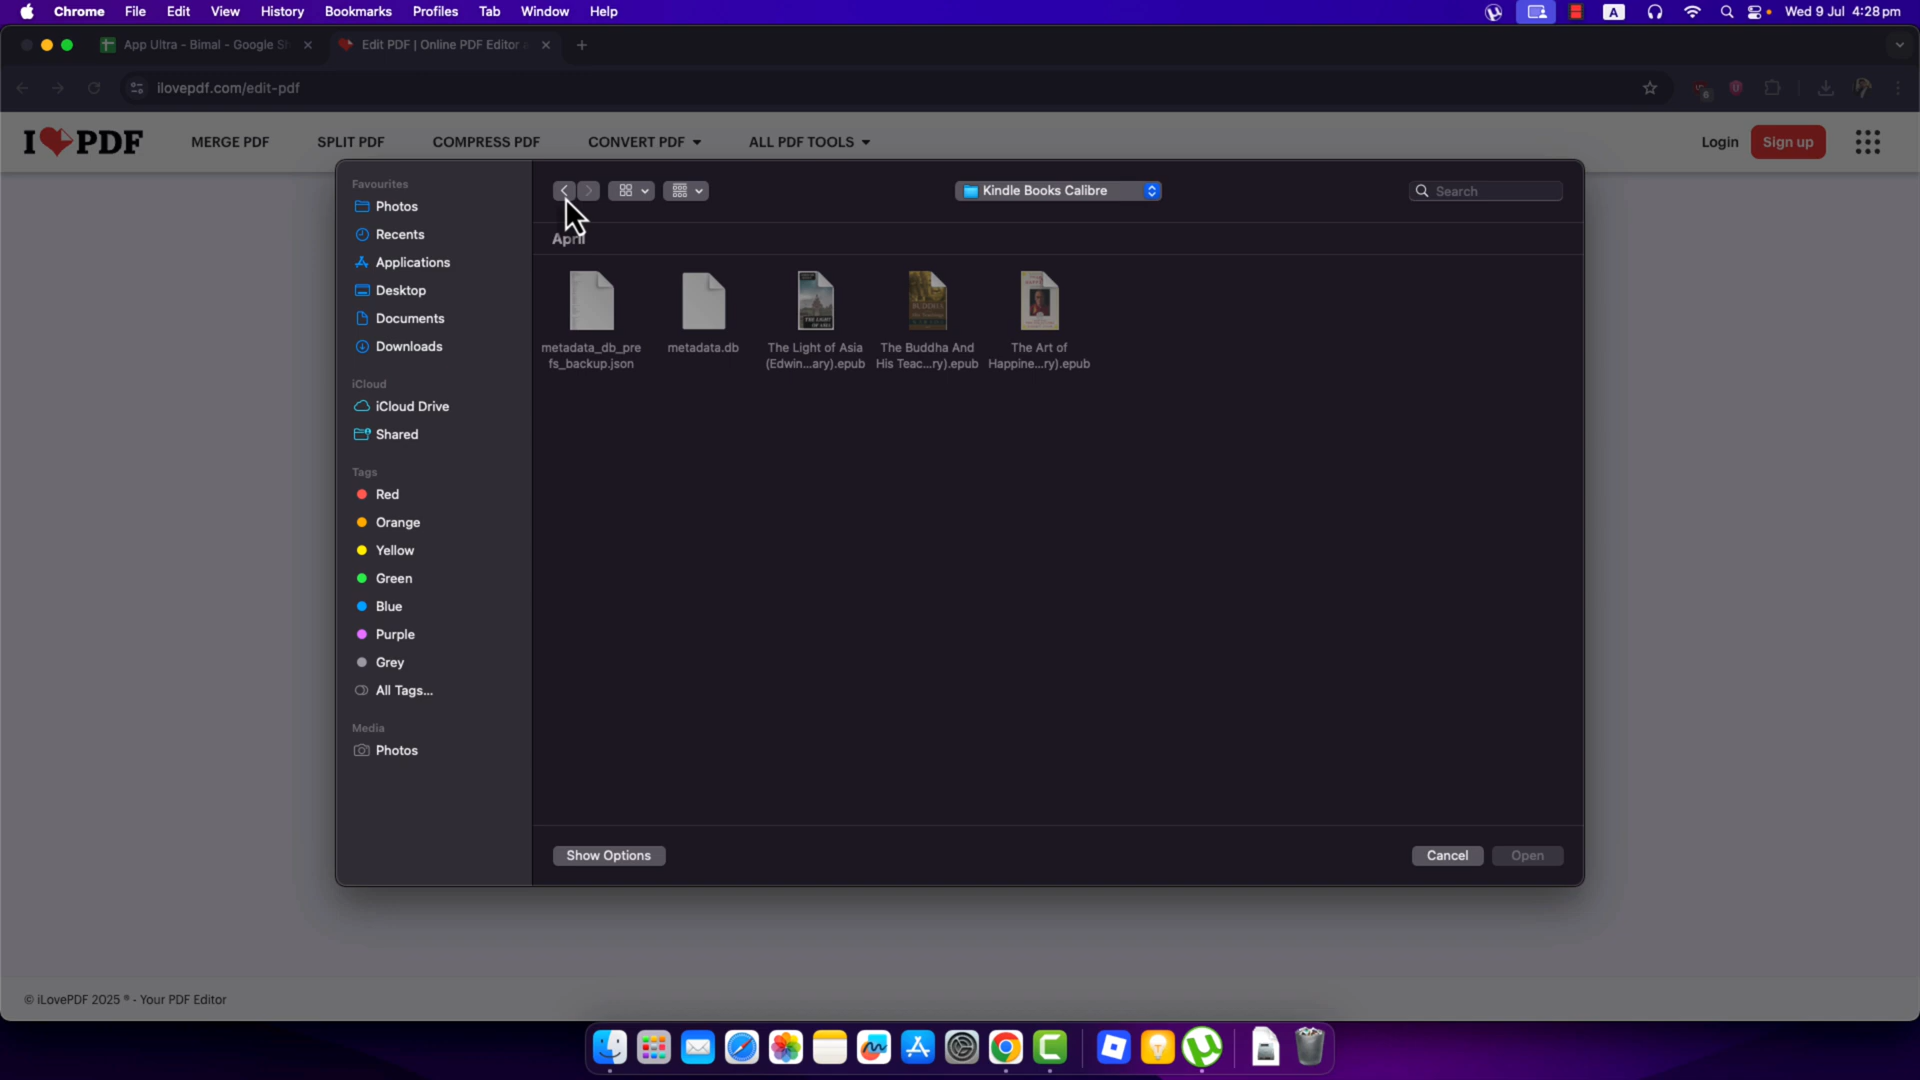 Chrome File Edit View History Bookmarks Profiles Tab Window Help A Wed 9 Jul 4:28 pm
App Ultra - Bimal - Google Sh Edit PDF | Online PDF Editor
ilovepdf.com/edit-pdf
I PDF MERGE PDF SPLIT PDF COMPRESS PDF CONVERT PDF ALL PDF TOOLS Login Sign up
Favourites
Photos
Recents
Applications
Desktop
Documents
Downloads
iCloud
iCloud Drive
Shared
Tags
Red
Orange
Yellow
Green
Blue
Purple
Grey
All Tags...
Media
Photos
Kindle Books Calibre
Search
April
metadata_db_pre
fs_backup.json
metadata.db
The Light of Asia
(Edwin...ary).epub
The Buddha And
His Teac...ry).epub
The Art of
Happine...ry).epub
Show Options
Cancel
Open
© iLovePDF 2025 ® - Your PDF Editor